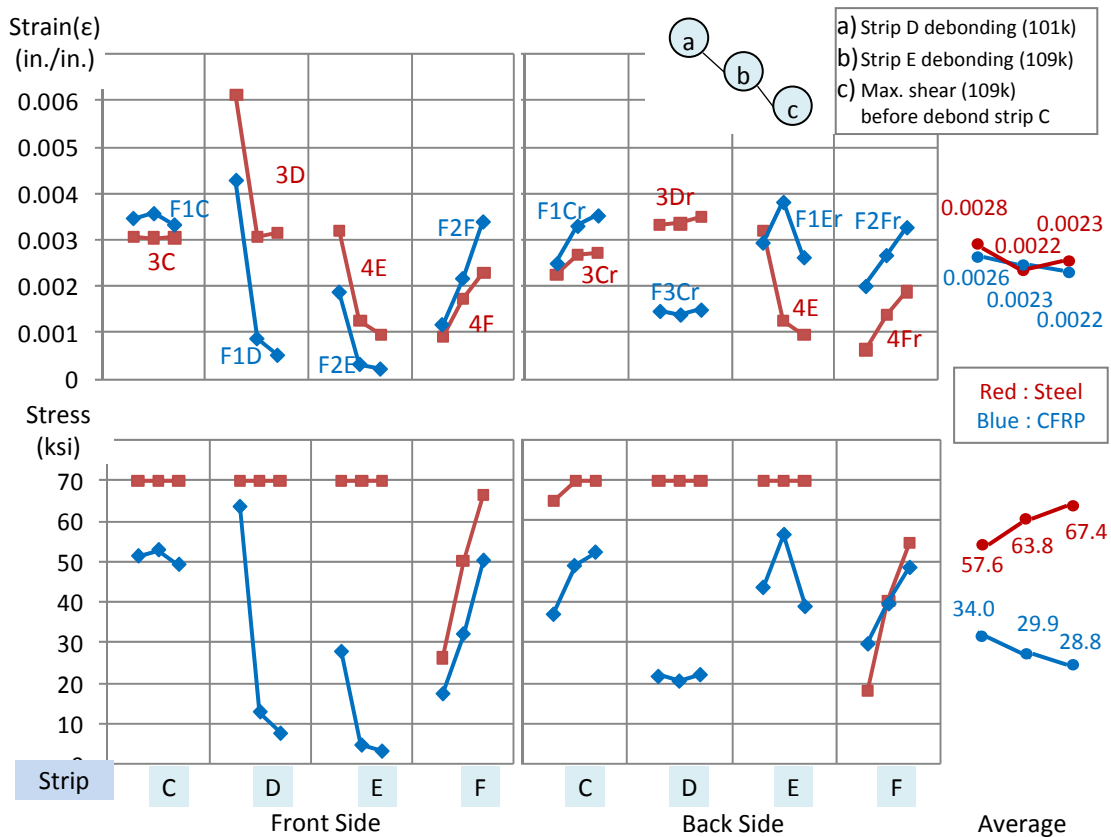 Strain(ε)
(in./in.)
a
b
c
a) Strip D debonding (101k)
b) Strip E debonding (109k)
c) Max. shear (109k)
before debond strip C
0.006
0.005
0.004
0.003
0.002
0.001
0
F1C
3C
3D
F1D
4E
F2E
F2F
4F
F1Cr
3Cr
3Dr
F3Cr
F1Er
4E
F2Fr
4Fr
0.0028
0.0022
0.0023
0.0026
0.0023
0.0022
Red : Steel
Blue : CFRP
Stress
(ksi)
70
60
50
40
30
20
10
0
57.6
63.8
67.4
34.0
29.9
28.8
Strip
C D E F C D E F
Front Side Back Side Average